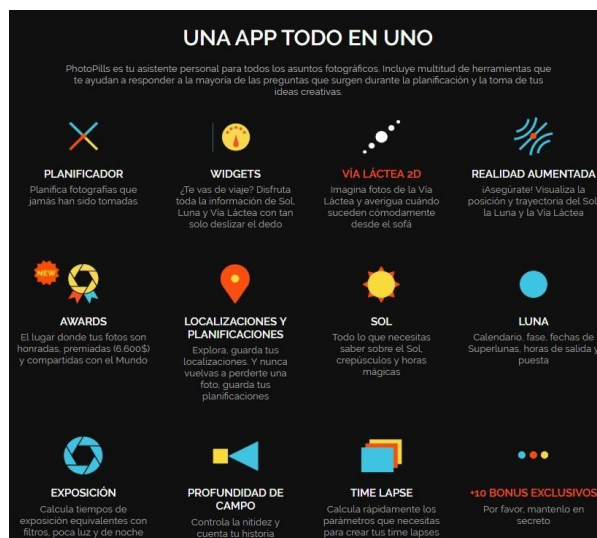 UNA APP TODO EN UNO
PhotoPills es tu asistente personal para todos los asuntos fotográficos. Incluye multitud de herramientas que
te ayudan a responder a la mayoría de las preguntas que surgen durante la planificación y la toma de tus
ideas creativas.
PLANIFICADOR
Planifica fotografías que
jamás han sido tomadas
WIDGETS
¿Te vas de viaje? Disfruta
toda la información de Sol,
Luna y Vía Láctea con tan
solo deslizar el dedo
VÍA LÁCTEA 2D
Imagina fotos de la Vía
Láctea y averigua cuándo
suceden cómodamente
desde el sofá
REALIDAD AUMENTADA
¡Asegúrate! Visualiza la
posición y trayectoria del Sol,
la Luna y la Vía Láctea
NEW
AWARDS
El lugar donde tus fotos son
honradas, premiadas (6.600$)
y compartidas con el Mundo
LOCALIZACIONES Y
PLANIFICACIONES
Explora, guarda tus
localizaciones. Y nunca
vuelvas a perderte una
foto, guarda tus
planificaciones
SOL
Todo lo que necesitas
saber sobre el Sol,
crepúsculos y horas
mágicas
LUNA
Calendario, fase, fechas de
Superlunas, horas de salida y
puesta
EXPOSICIÓN
Calcula tiempos de
exposición equivalentes con
filtros, poca luz y de noche
PROFUNDIDAD DE
CAMPO
Controla la nitidez y
cuenta tu historia
TIME LAPSE
Calcula rápidamente los
parámetros que necesitas
para crear tus time lapses
+10 BONUS EXCLUSIVOS
Por favor, mantenlo en
secreto